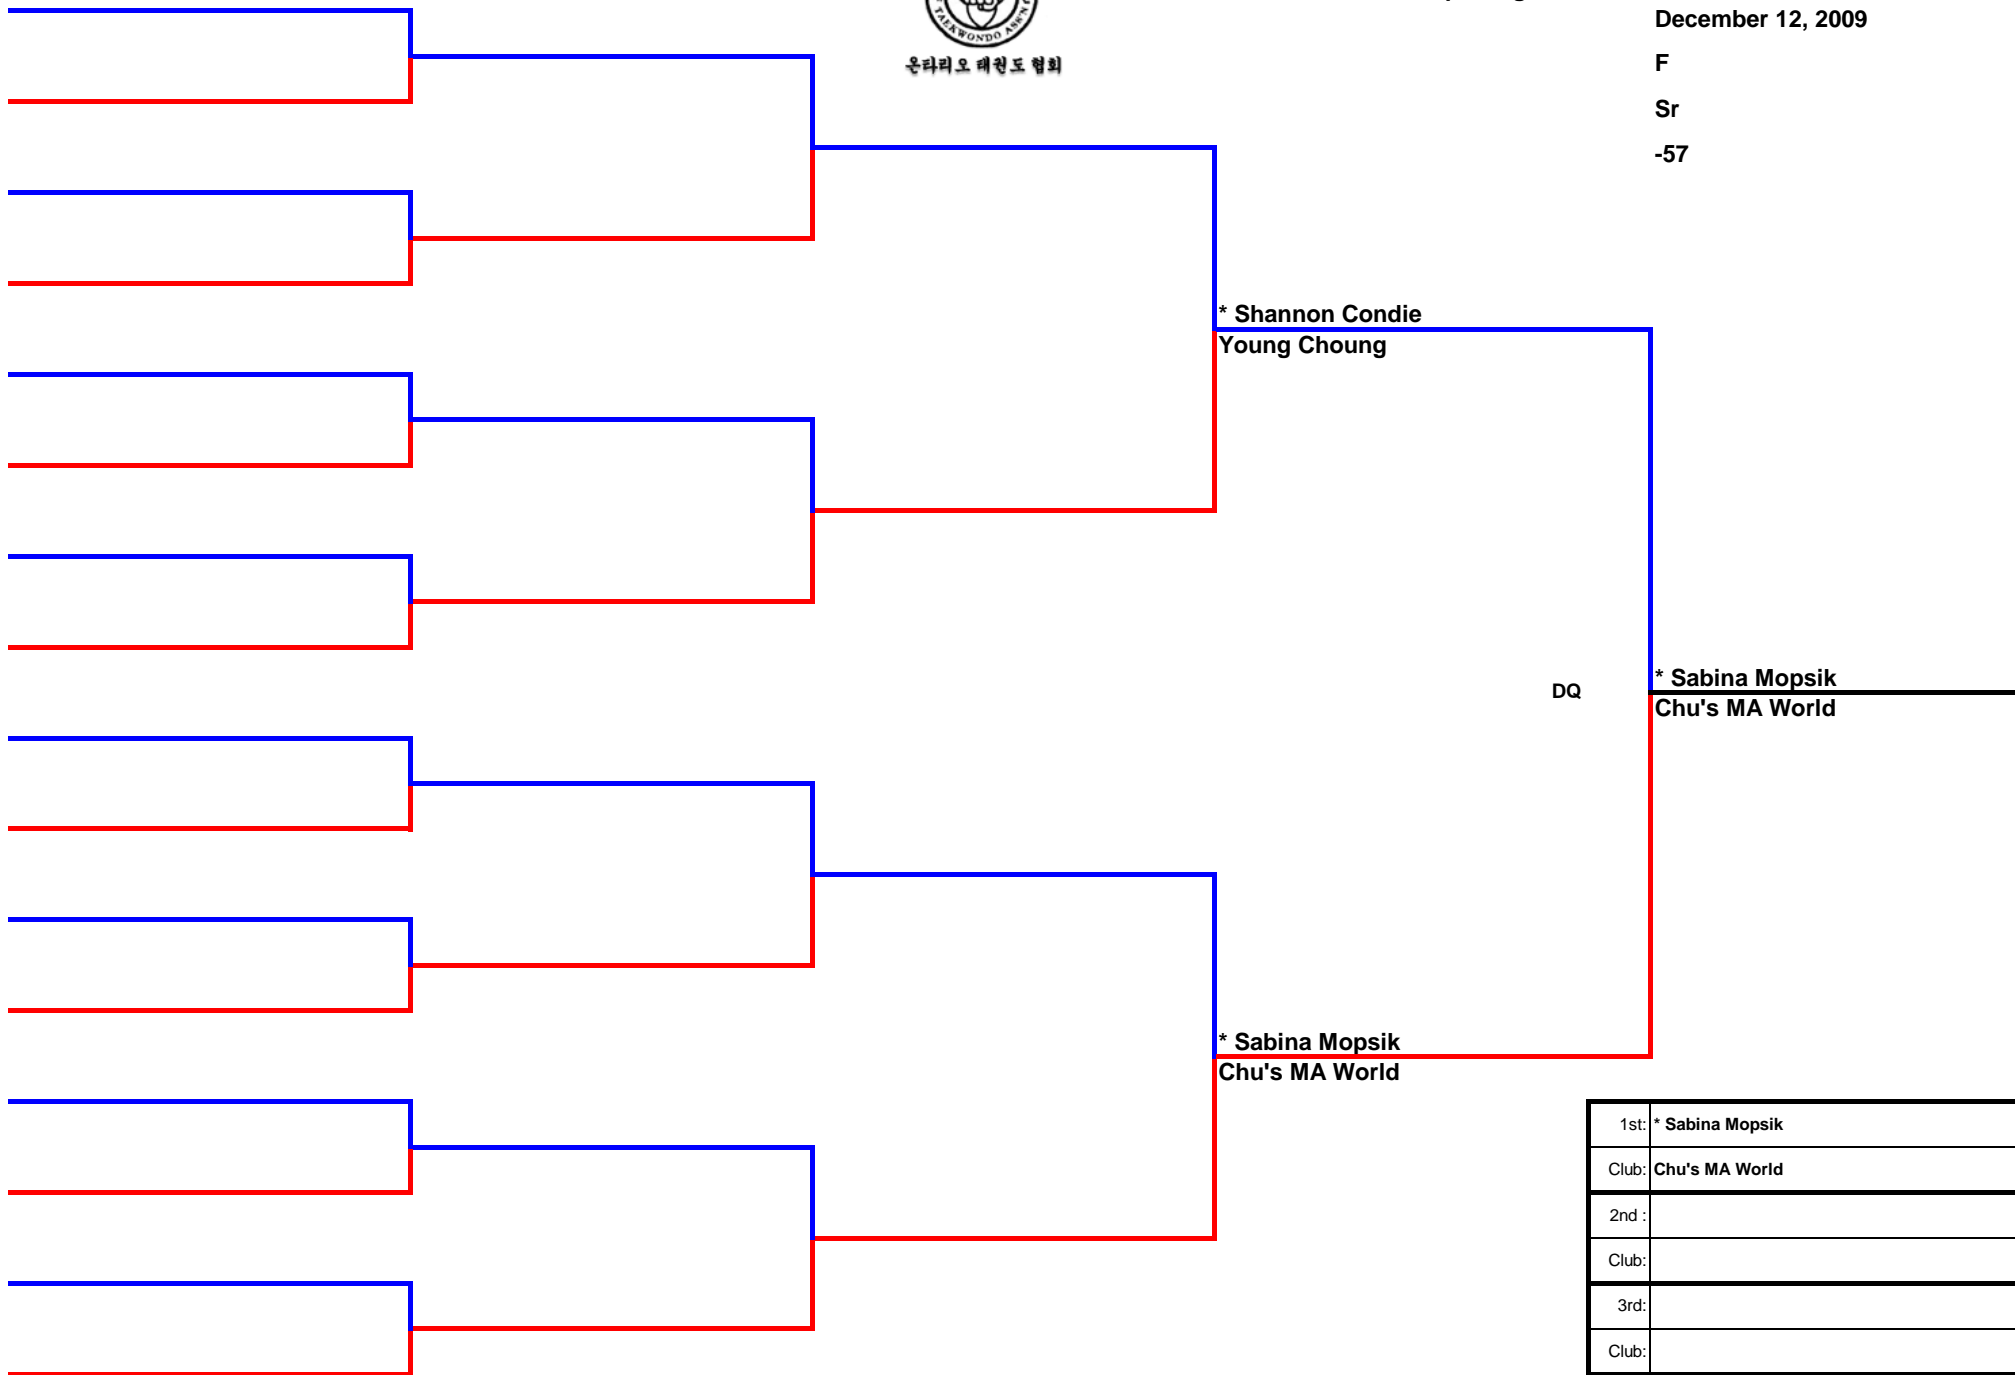 TAEKWONDO ASS'N
온타리오 태권도 협회
December 12, 2009
F
Sr
-57
* Shannon Condie
Young Choung
DQ
* Sabina Mopsik
Chu's MA World
* Sabina Mopsik
Chu's MA World
1st: * Sabina Mopsik
Club: Chu's MA World
2nd :
Club:
3rd:
Club: